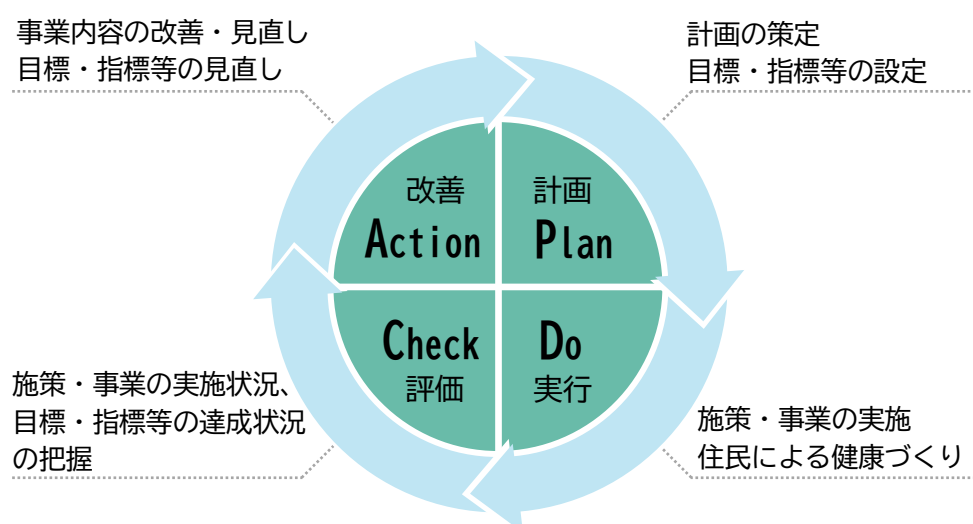 事業内容の改善・見直し
目標・指標等の見直し
計画の策定
目標・指標等の設定
改善
Action
計画
Plan
Check
評価
Do
実行
施策・事業の実施状況、
目標・指標等の達成状況
の把握
施策・事業の実施
住民による健康づくり